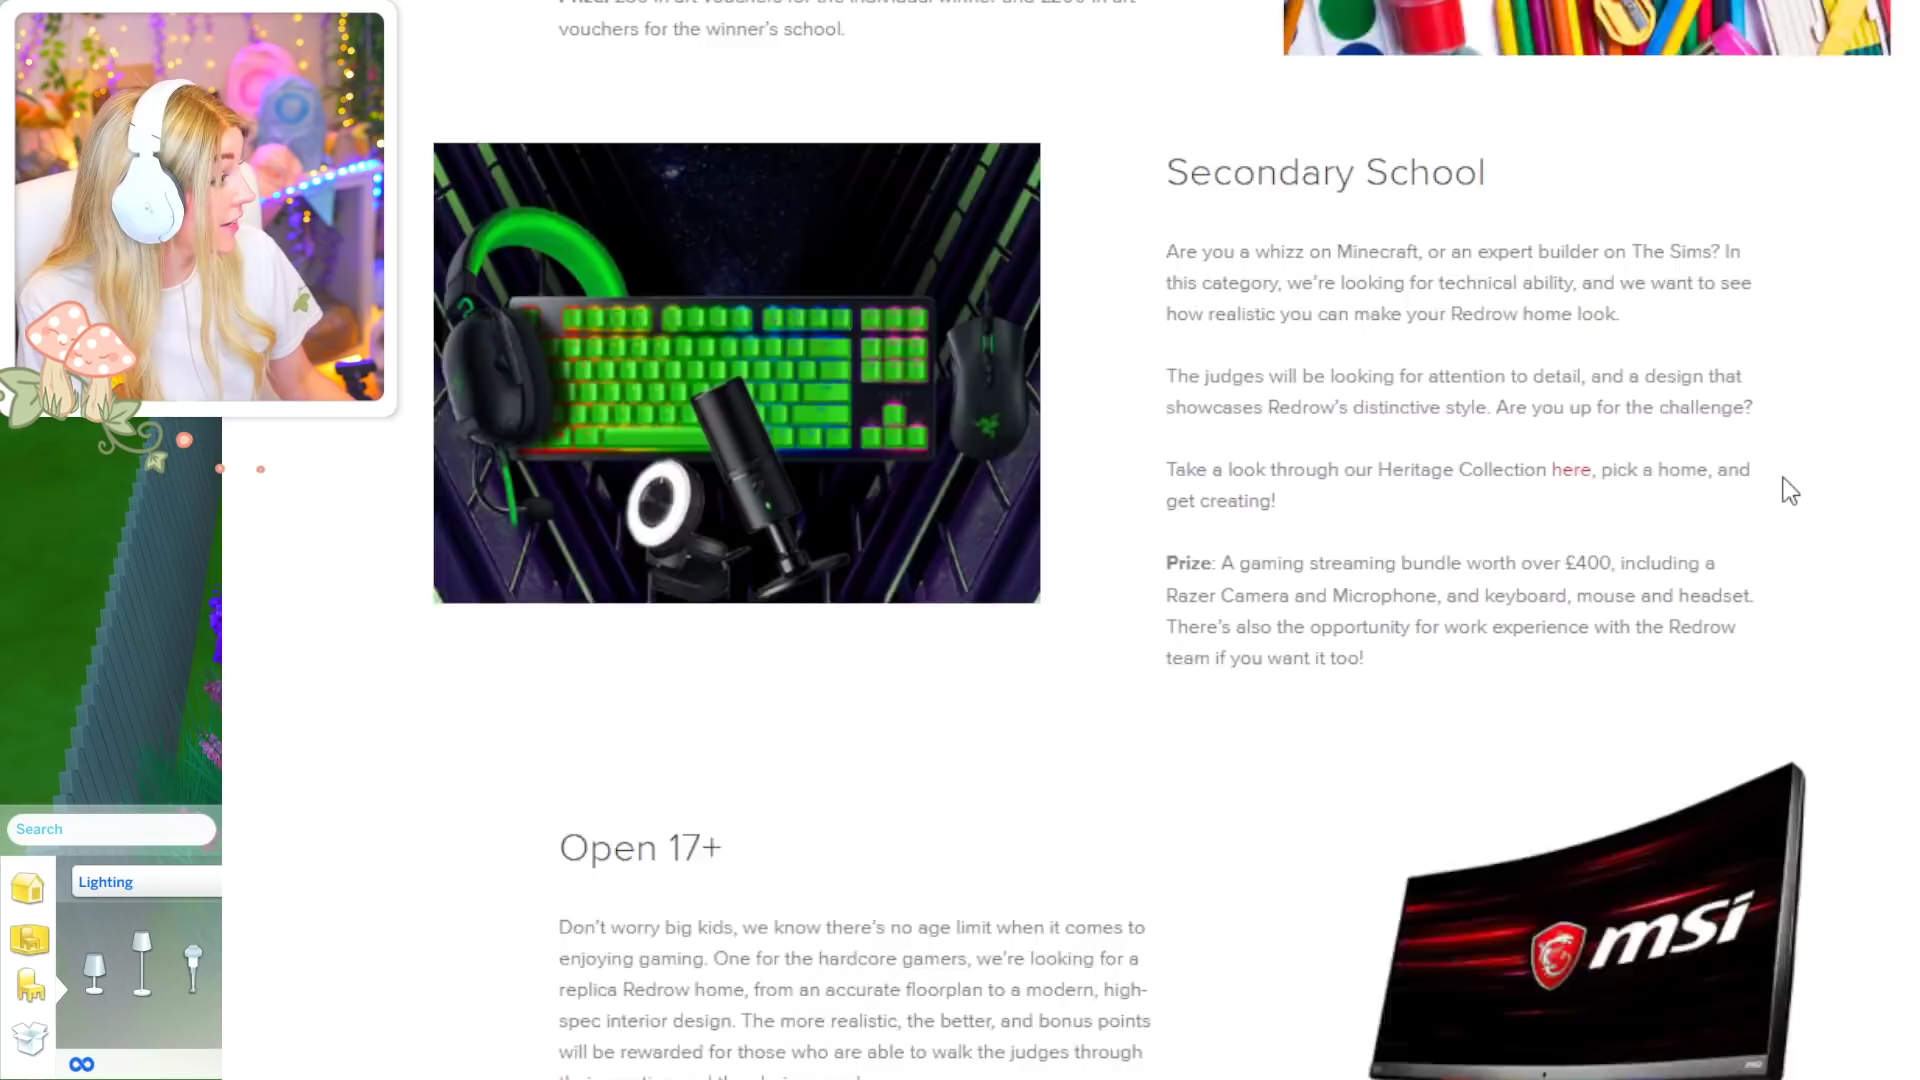 vouchers for the winner's school.
Secondary School
Are you a whizz on Minecraft, or an expert builder on The Sims? In
this category, we're looking for technical ability, and we want to see
how realistic you can make your Redrow home look.
The judges will be looking for attention to detail, and a design that
showcases Redrow's distinctive style. Are you up for the challenge?
Take a look through our Heritage Collection here, pick a home, and
get creating!
Prize: A gaming streaming bundle worth over £400, including a
Razer Camera and Microphone, and keyboard, mouse and headset.
There's also the opportunity for work experience with the Redrow
team if you want it too!
Open 17+
Don't worry big kids, we know there's no age limit when it comes to
enjoying gaming. One for the hardcore gamers, we're looking for a
replica Redrow home, from an accurate floorplan to a modern, high-
spec interior design. The more realistic, the better, and bonus points
will be rewarded for those who are able to walk the judges through
msi
Search
Lighting